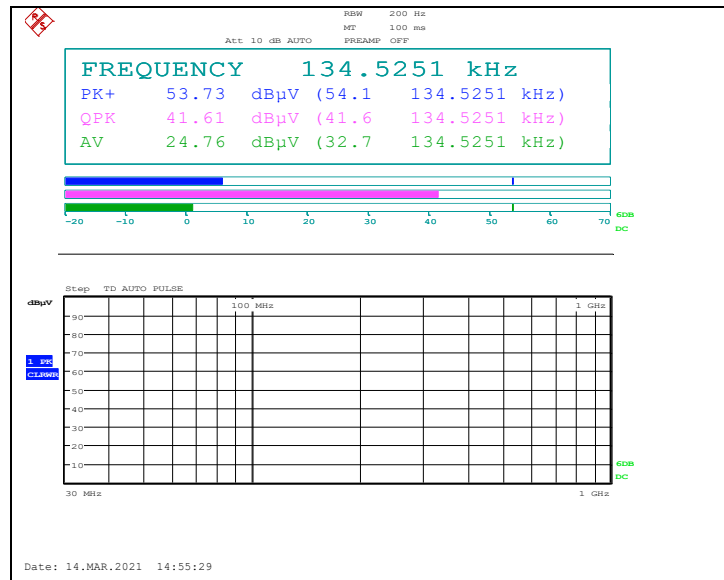 R S
RBW 200 Hz
MT 100 ms
Att 10 dB AUTO PREAMP OFF
FREQUENCY 134.5251 kHz
PK+ 53.73 dBµV (54.1 134.5251 kHz)
QPK 41.61 dBµV (41.6 134.5251 kHz)
AV 24.76 dBµV (32.7 134.5251 kHz)
-20 -10 0 10 20 30 40 50 60 70
6DB
DC
Step TD AUTO PULSE
dBµV
100 MHz 1 GHz
90
80
70
1 PK
CLRWR
60
50
40
30
20
10
6DB
DC
30 MHz 1 GHz
Date: 14.MAR.2021 14:55:29